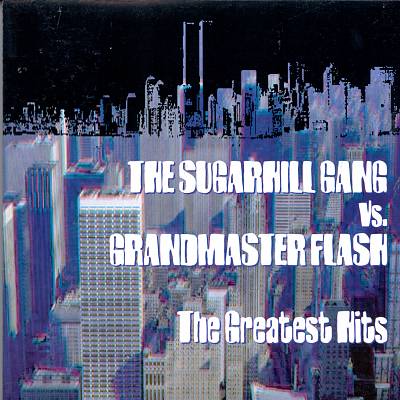 THE SUGARHILL GANG
Vs.
GRANDMASTER FLASH
The Greatest Hits